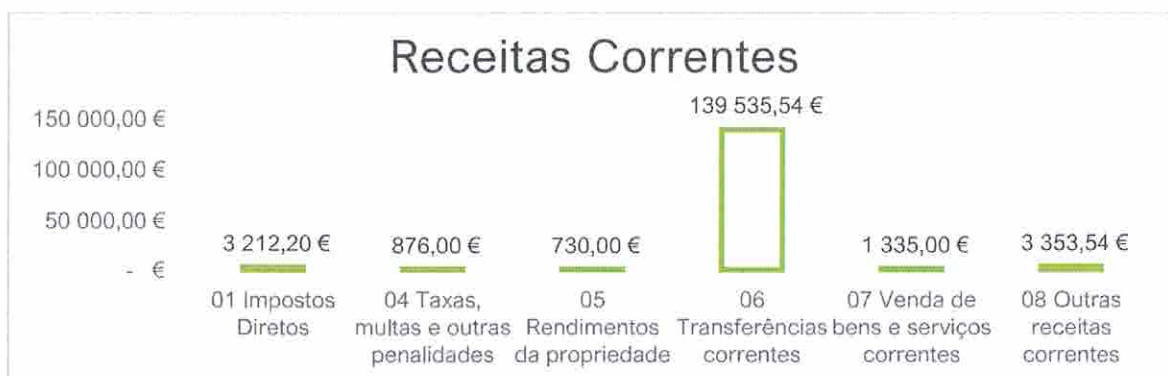 Receitas Correntes
139 535,54 €
150 000,00 €
100 000,00 €
50 000,00 €
- €
3 212,20 €
876,00 €
730,00 €
1 335,00 €
3 353,54 €
01 Impostos
Diretos
04 Taxas,
multas e outras
penalidades
05
Rendimentos
da propriedade
06
Transferências
correntes
07 Venda de
bens e serviços
correntes
08 Outras
receitas
correntes